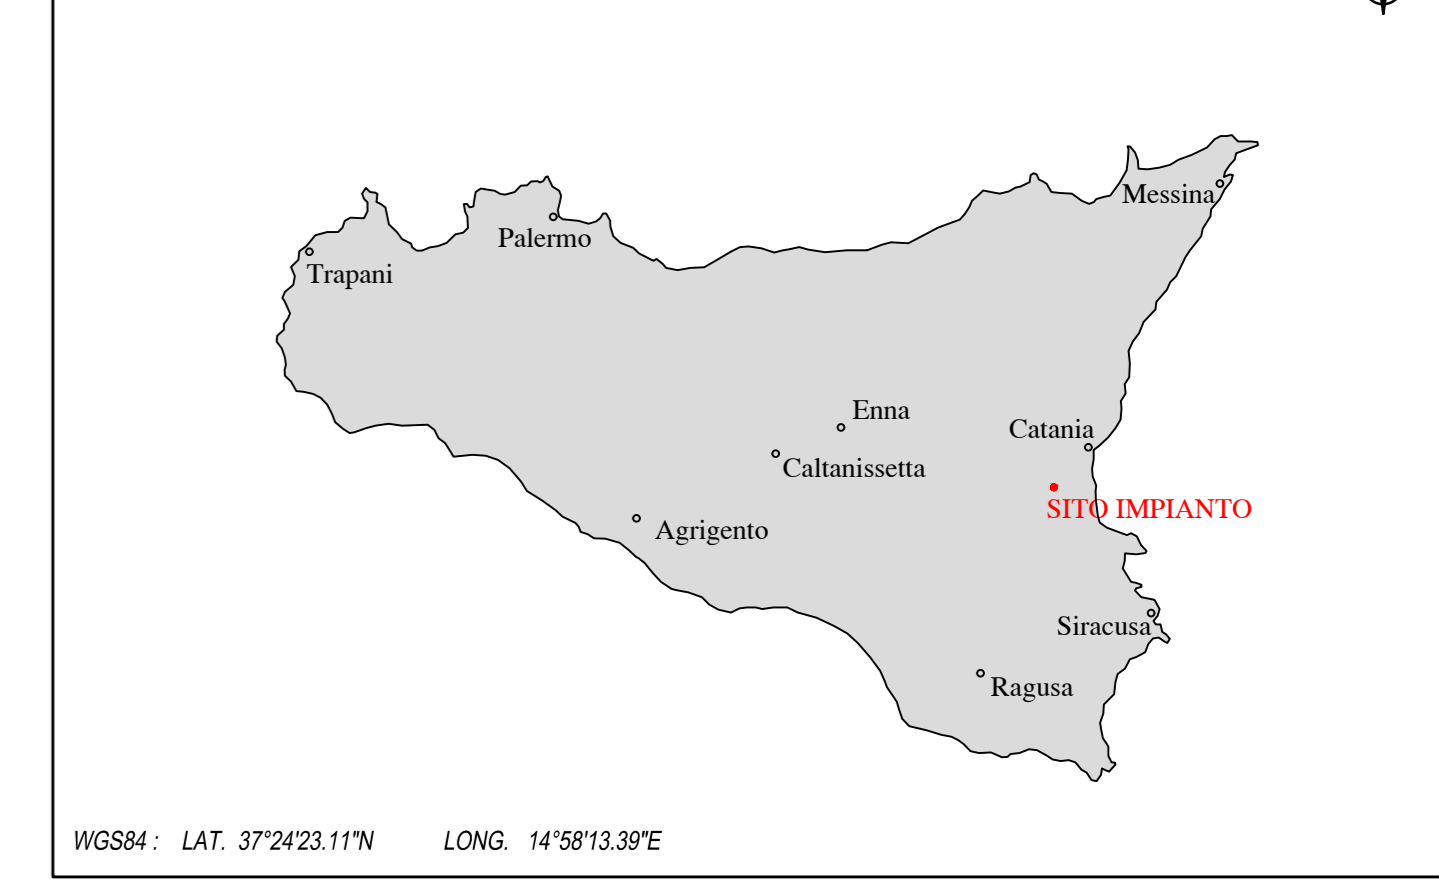 Messina
Palermo
Trapani
Enna
Catania
Caltanissetta
SITO IMPIANTO
Agrigento
Siracusa
Ragusa
WGS84 : LAT. 37°24'23.11"N LONG. 14°58'13.39"E